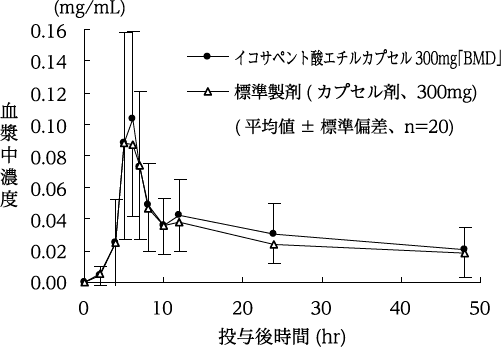 (mg/mL)
0.16
0.14
0.12
0.10
0.08
0.06
0.04
0.02
0.00
血漿中濃度
イコサペント酸エチルカプセル300mg「BMD」
標準製剤 ( カプセル剤、300mg)
( 平均値 ± 標準偏差、n=20)
0 10 20 30 40 50
投与後時間 (hr)